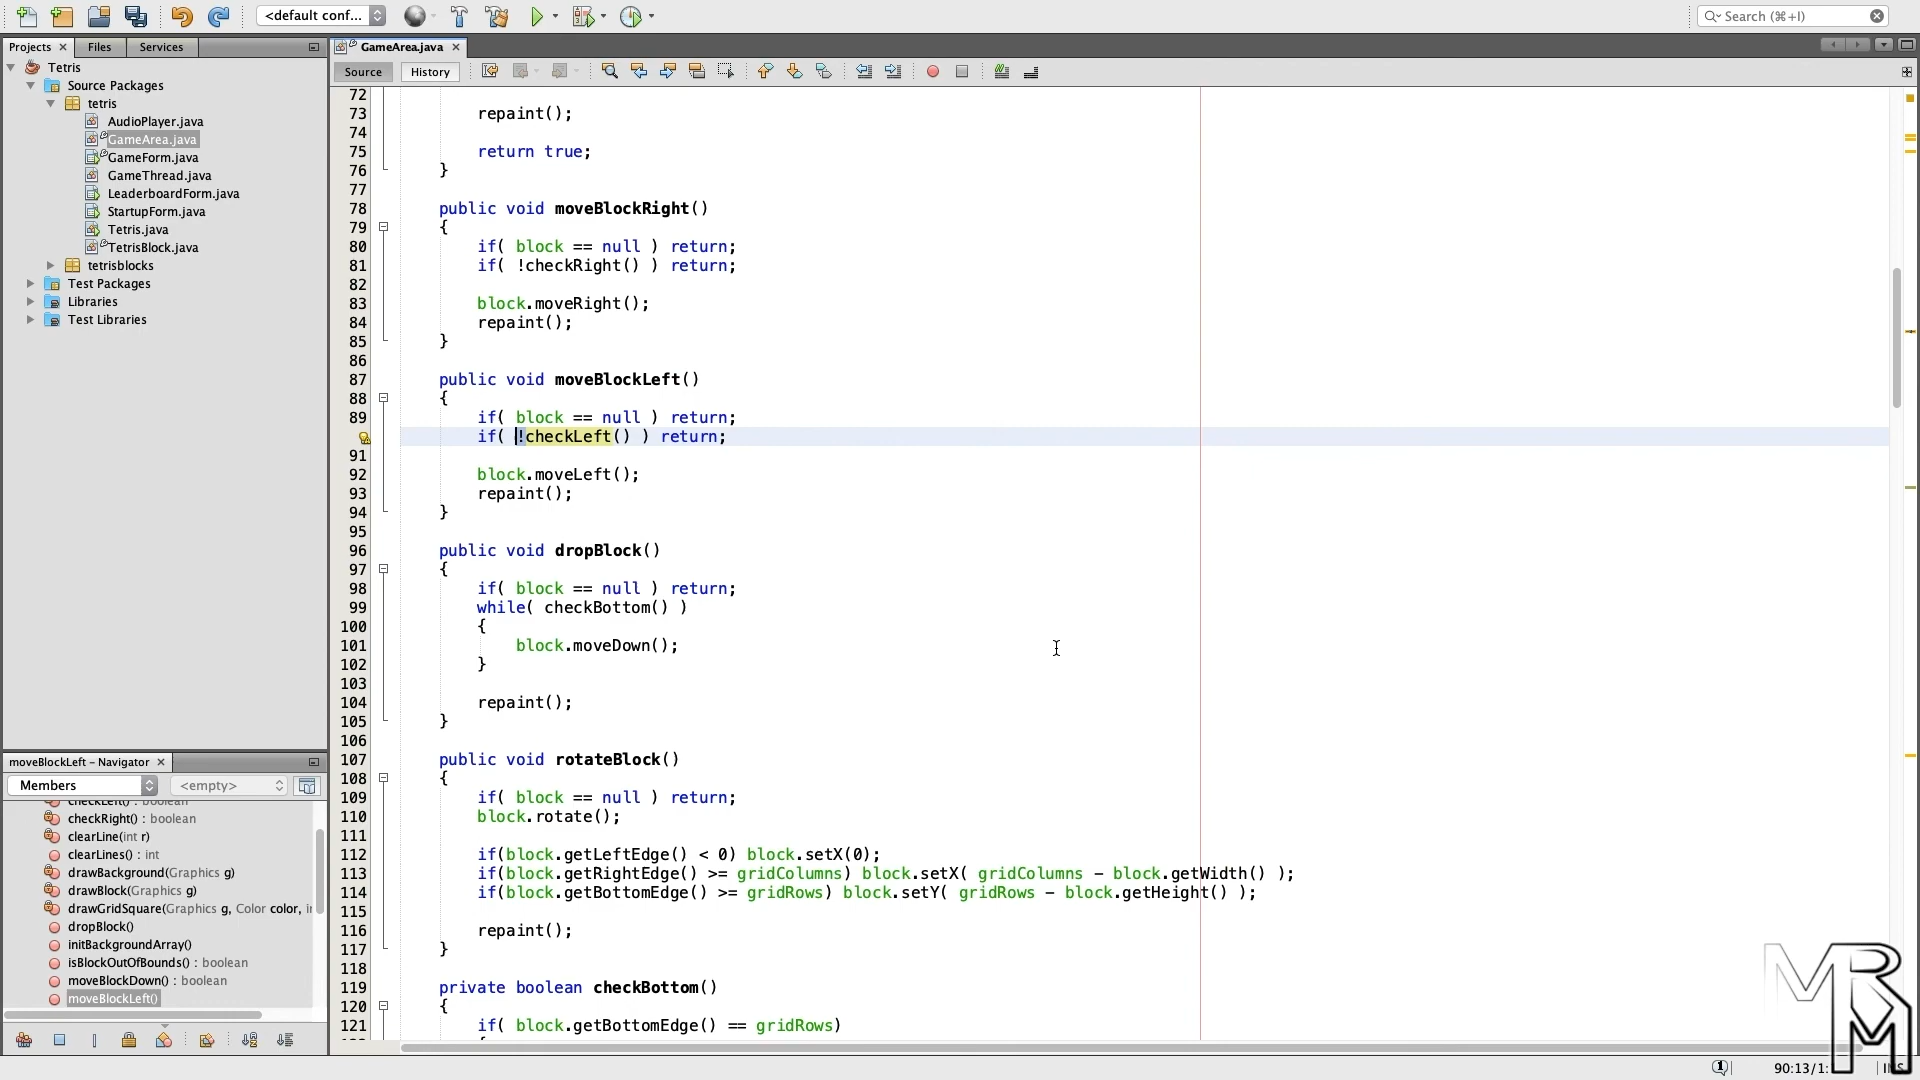 <default conf...
Search (⌘+I)
Projects
Files
Services
GameArea.java
Source
History
Tetris
Source Packages
tetris
AudioPlayer.java
GameArea.java
GameForm.java
GameThread.java
LeaderboardForm.java
StartupForm.java
Tetris.java
TetrisBlock.java
tetrisblocks
Test Packages
Libraries
Test Libraries
moveBlockLeft – Navigator
Members
<empty>
checkLeft() : boolean
checkRight() : boolean
clearLine(int r)
clearLines() : int
drawBackground(Graphics g)
drawBlock(Graphics g)
drawGridSquare(Graphics g, Color color, i
dropBlock()
initBackgroundArray()
isBlockOutOfBounds() : boolean
moveBlockDown() : boolean
moveBlockLeft()
72
73 repaint();
74
75 return true;
76 }
77
78 public void moveBlockRight()
79 {
80 if( block == null ) return;
81 if( !checkRight() ) return;
82
83 block.moveRight();
84 repaint();
85 }
86
87 public void moveBlockLeft()
88 {
89 if( block == null ) return;
if( !checkLeft() ) return;
91
92 block.moveLeft();
93 repaint();
94 }
95
96 public void dropBlock()
97 {
98 if( block == null ) return;
99 while( checkBottom() )
100 {
101 block.moveDown();
102 }
103
104 repaint();
105 }
106
107 public void rotateBlock()
108 {
109 if( block == null ) return;
110 block.rotate();
111
112 if(block.getLeftEdge() < 0) block.setX(0);
113 if(block.getRightEdge() >= gridColumns) block.setX( gridColumns - block.getWidth() );
114 if(block.getBottomEdge() >= gridRows) block.setY( gridRows - block.getHeight() );
115
116 repaint();
117 }
118
119 private boolean checkBottom()
120 {
121 if( block.getBottomEdge() == gridRows)
90:13/1:
MRM